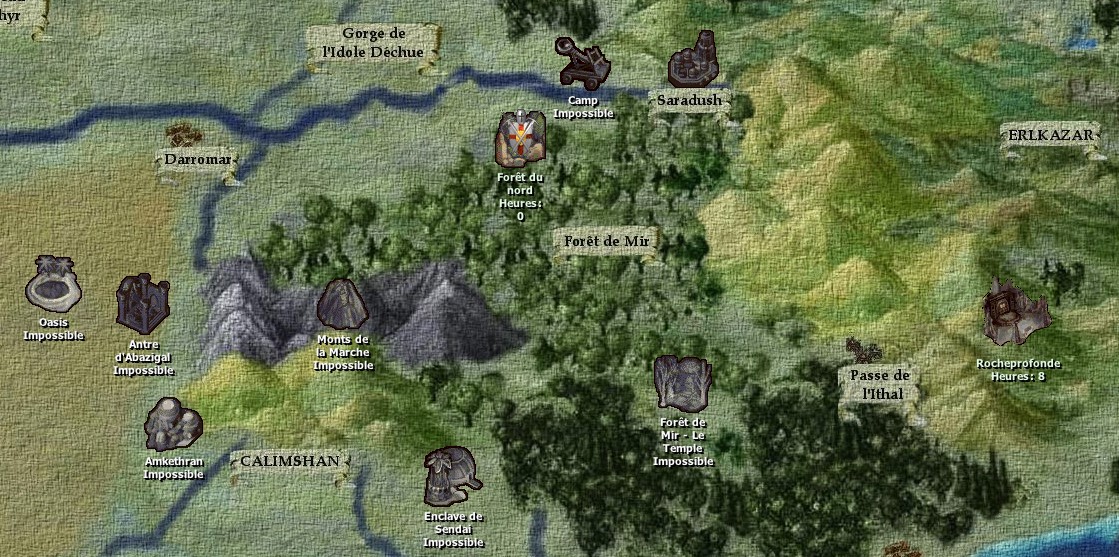 hyr
Gorge de
l'Idole Déchue
Camp
Impossible
Saradush
ERLKAZAR
Darromar
Forêt du
nord
Heures:
0
Forêt de Mir
Oasis
Impossible
Antre
d'Abazigal
Impossible
Monts de
la Marche
Impossible
Rocheprofonde
Heures: 8
Passe de
l'Ithal
Forêt de
Mir - Le
Temple
Impossible
Amkethran
Impossible
CALIMSHAN
Enclave de
Sendai
Impossible